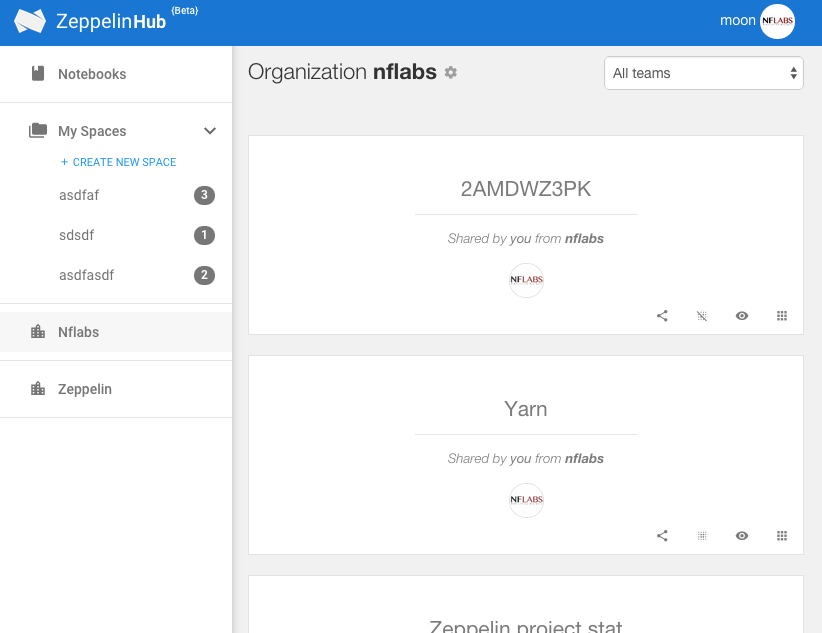 ZeppelinHub {Beta}
moon NFLABS
Notebooks
My Spaces
+ CREATE NEW SPACE
asdfaf 3
sdsdf 1
asdfasdf 2
Nflabs
Zeppelin
Organization nflabs
All teams
2AMDWZ3PK
Shared by you from nflabs
NFLABS
Yarn
Shared by you from nflabs
NFLABS
Zeppelin project stat